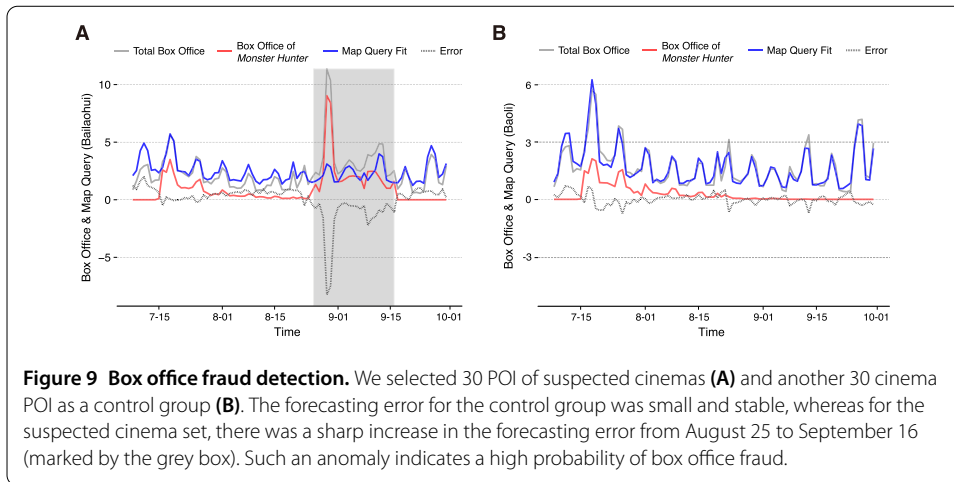 A
Total Box Office
Box Office of
Monster Hunter
Map Query Fit
Error
Box Office & Map Query (Bailaohui)
10
5
0
-5
7-15
8-01
8-15
9-01
9-15
10-01
Time
B
Total Box Office
Box Office of
Monster Hunter
Map Query Fit
Error
Box Office & Map Query (Baoli)
6
3
0
-3
7-15
8-01
8-15
9-01
9-15
10-01
Time
Figure 9 Box office fraud detection. We selected 30 POI of suspected cinemas (A) and another 30 cinema
POI as a control group (B). The forecasting error for the control group was small and stable, whereas for the
suspected cinema set, there was a sharp increase in the forecasting error from August 25 to September 16
(marked by the grey box). Such an anomaly indicates a high probability of box office fraud.